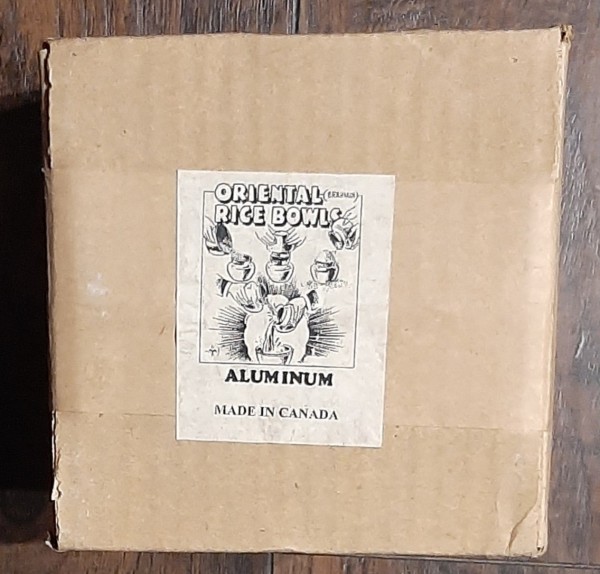 ORIENTAL
RICE BOWLS
ALUMINUM
MADE IN CANADA